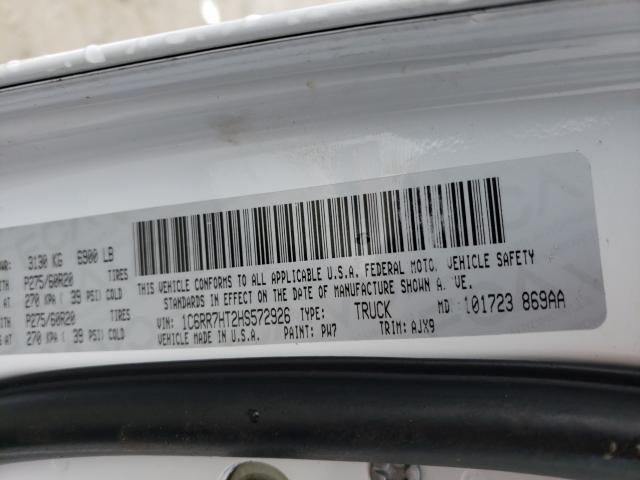 3130 KG 6900 LB
P275/60R20 TIRES
270 KPA ( 39 PSI) COLD
P275/60R20 TIRES
270 KPA ( 39 PSI) COLD
THIS VEHICLE CONFORMS TO ALL APPLICABLE U.S.A. FEDERAL MOTO VEHICLE SAFETY
STANDARDS IN EFFECT ON THE DATE OF MANUFACTURE SHOWN A VE.
VIN: 1C6RR7HT2HS572926 TYPE: TRUCK MD: 101723 869AA
VEHICLE MADE IN U.S.A. PAINT: PW7 TRIM: AJX9